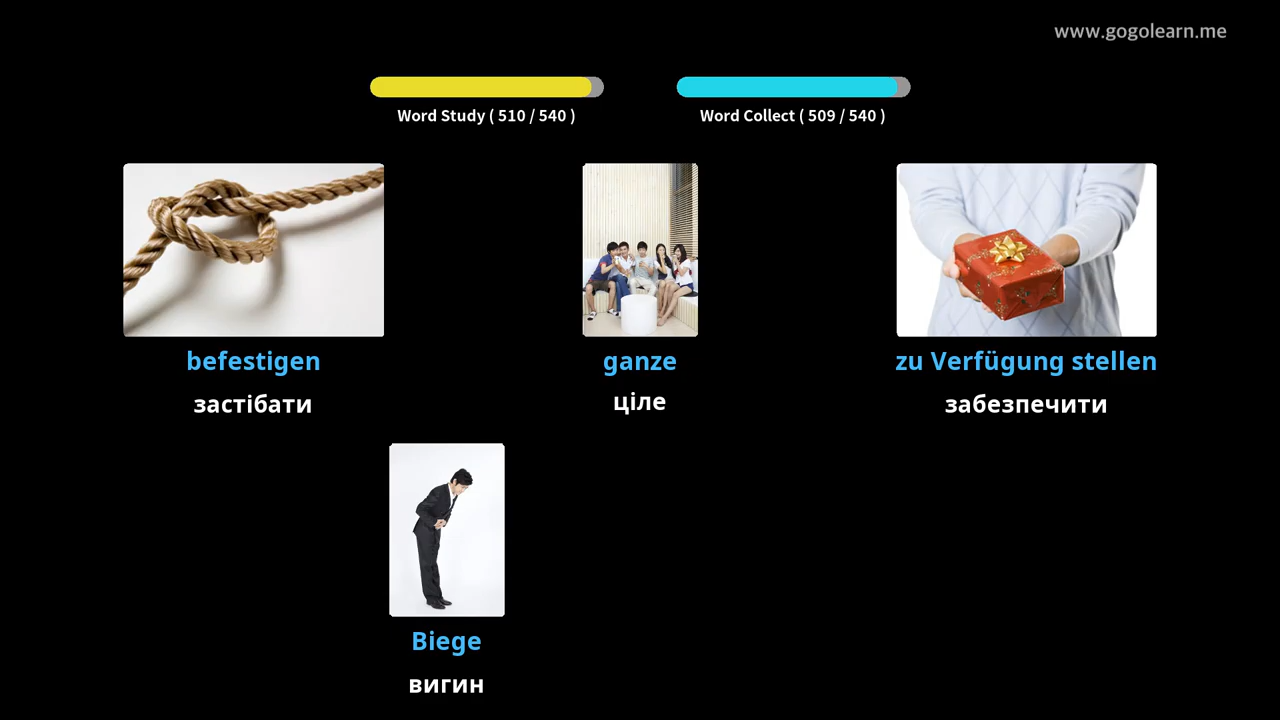 www.gogolearn.me
Word Study ( 510 / 540 )
Word Collect ( 509 / 540 )
befestigen
застібати
ganze
ціле
zu Verfügung stellen
забезпечити
Biege
вигин